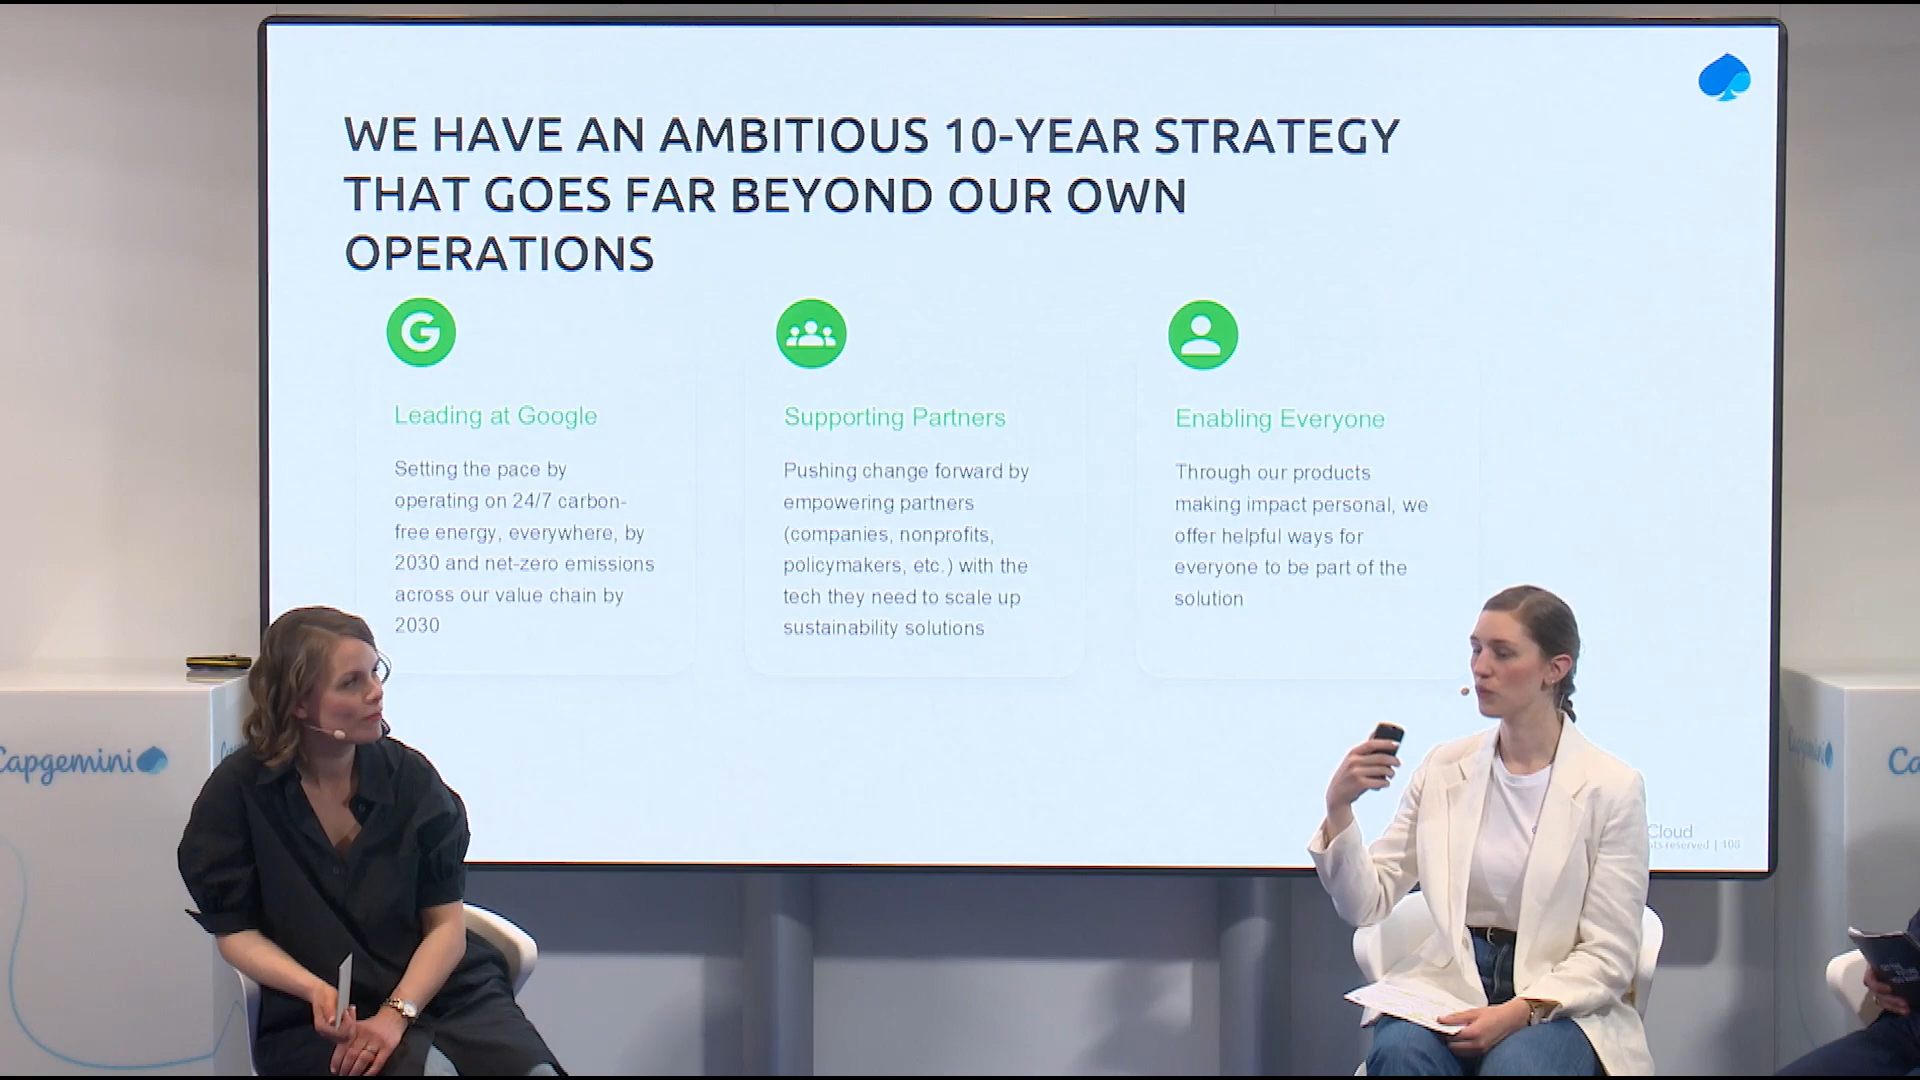 WE HAVE AN AMBITIOUS 10-YEAR STRATEGY
THAT GOES FAR BEYOND OUR OWN
OPERATIONS
G
Leading at Google
Setting the pace by
operating on 24/7 carbon-
free energy, everywhere, by
2030 and net-zero emissions
across our value chain by
2030
Supporting Partners
Pushing change forward by
empowering partners
(companies, nonprofits,
policymakers, etc.) with the
tech they need to scale up
sustainability solutions
Enabling Everyone
Through our products
making impact personal, we
offer helpful ways for
everyone to be part of the
solution
Cloud
reserved | 108
Capgemini
Capgemini